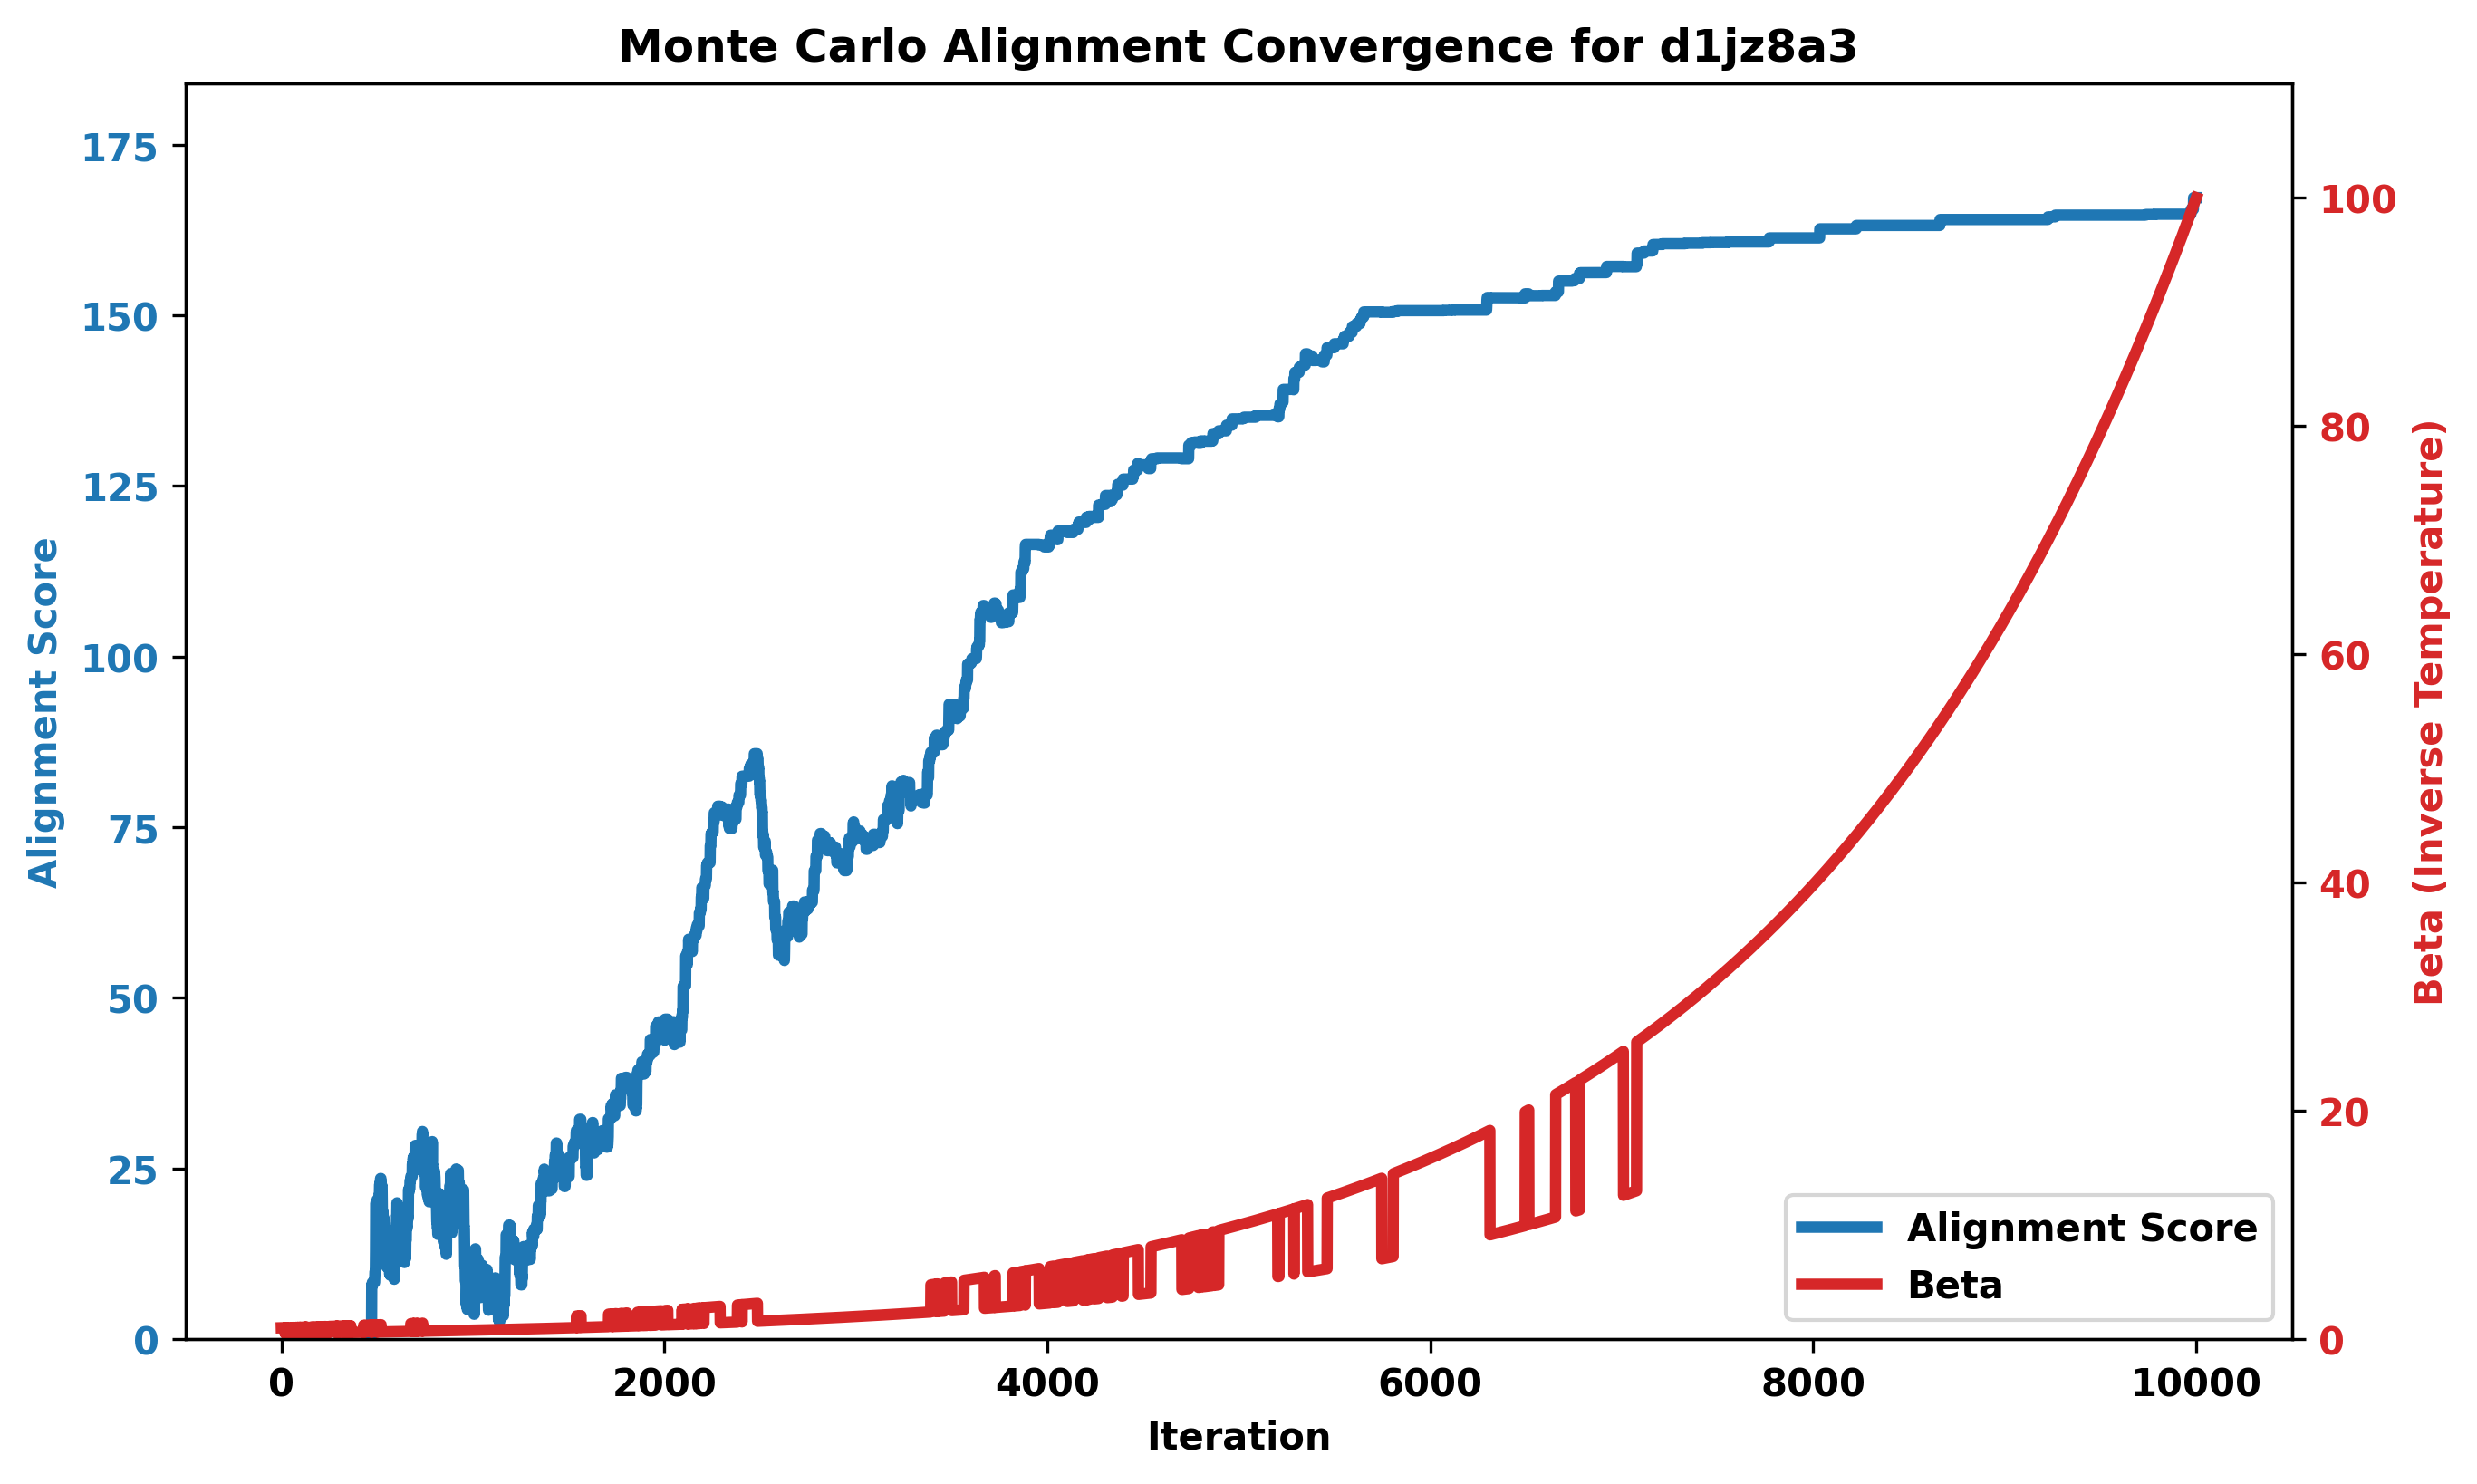 Monte Carlo Alignment Convergence for d1jz8a3
175
150
125
100
75
50
25
0
Alignment Score
100
80
60
40
20
0
Beta (Inverse Temperature)
Alignment Score
Beta
0 2000 4000 6000 8000 10000
Iteration